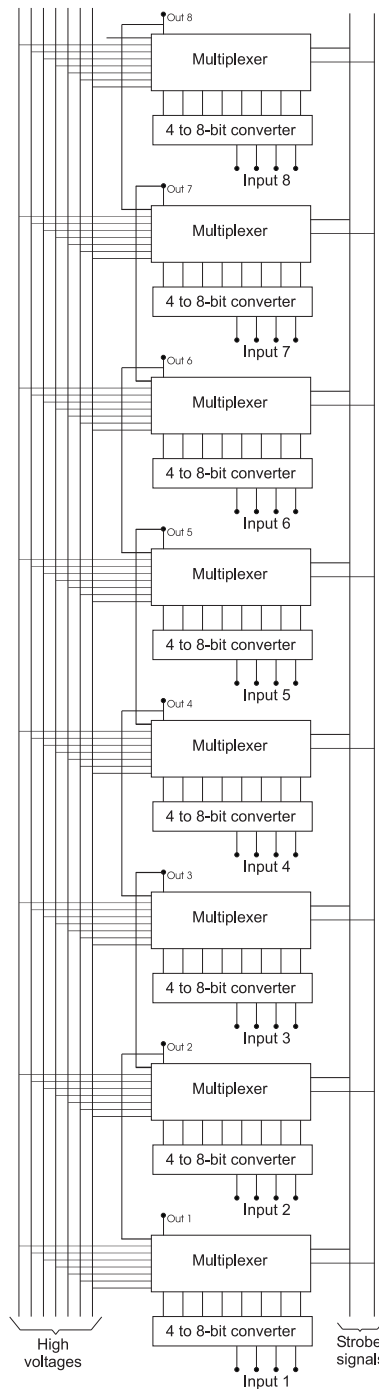 Out 8
Multiplexer
4 to 8-bit converter
Input 8
Out 7
Multiplexer
4 to 8-bit converter
Input 7
Out 6
Multiplexer
4 to 8-bit converter
Input 6
Out 5
Multiplexer
4 to 8-bit converter
Input 5
Out 4
Multiplexer
4 to 8-bit converter
Input 4
Out 3
Multiplexer
4 to 8-bit converter
Input 3
Out 2
Multiplexer
4 to 8-bit converter
Input 2
Out 1
Multiplexer
4 to 8-bit converter
Input 1
High
voltages
Strobe
signals